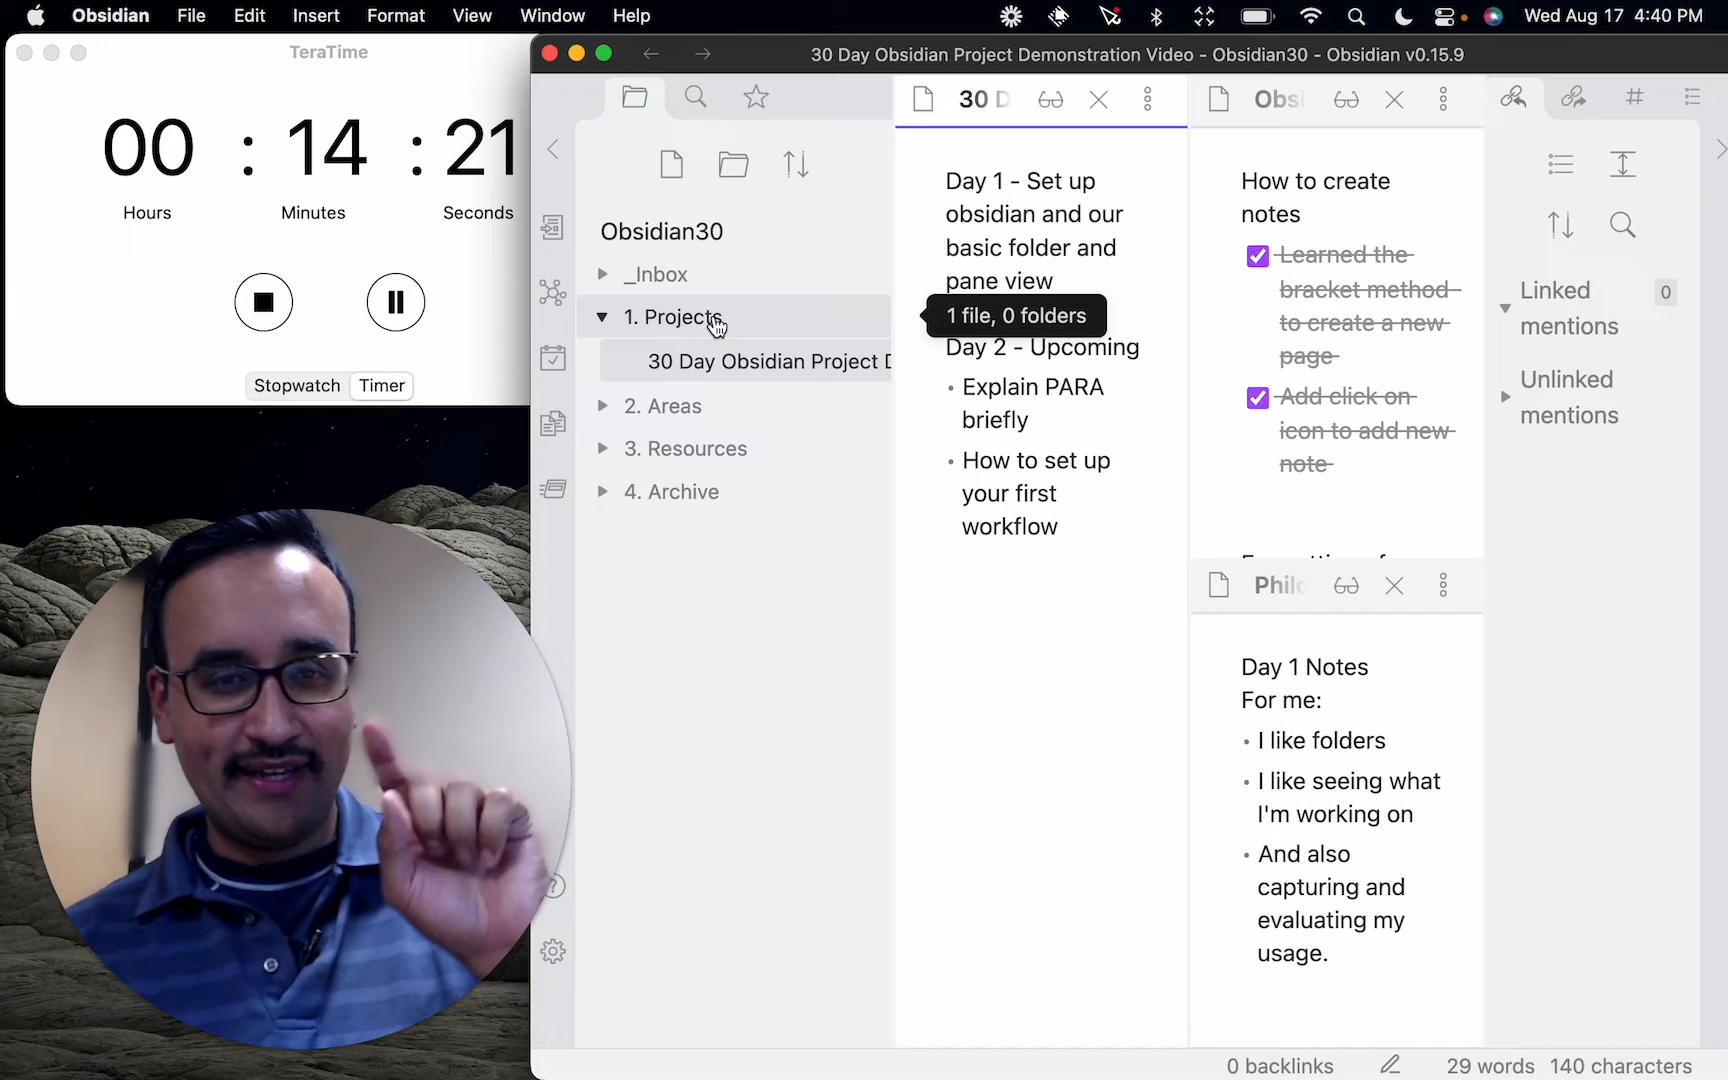 Obsidian File Edit Insert Format View Window Help Wed Aug 17 4:40 PM
TeraTime
00 : 14 : 21
Hours Minutes Seconds
Stopwatch Timer
30 Day Obsidian Project Demonstration Video - Obsidian30 - Obsidian v0.15.9
Obsidian30
_Inbox
1. Projects
1 file, 0 folders
30 Day Obsidian Project D
2. Areas
3. Resources
4. Archive
30 D
Day 1 - Set up
obsidian and our
basic folder and
pane view
Day 2 - Upcoming
• Explain PARA
briefly
• How to set up
your first
workflow
Obsi
How to create
notes
Learned the
bracket method
to create a new
page
Add click on
icon to add new
note
Philo
Day 1 Notes
For me:
• I like folders
• I like seeing what
I'm working on
• And also
capturing and
evaluating my
usage.
Linked
mentions
0
Unlinked
mentions
0 backlinks 29 words 140 characters